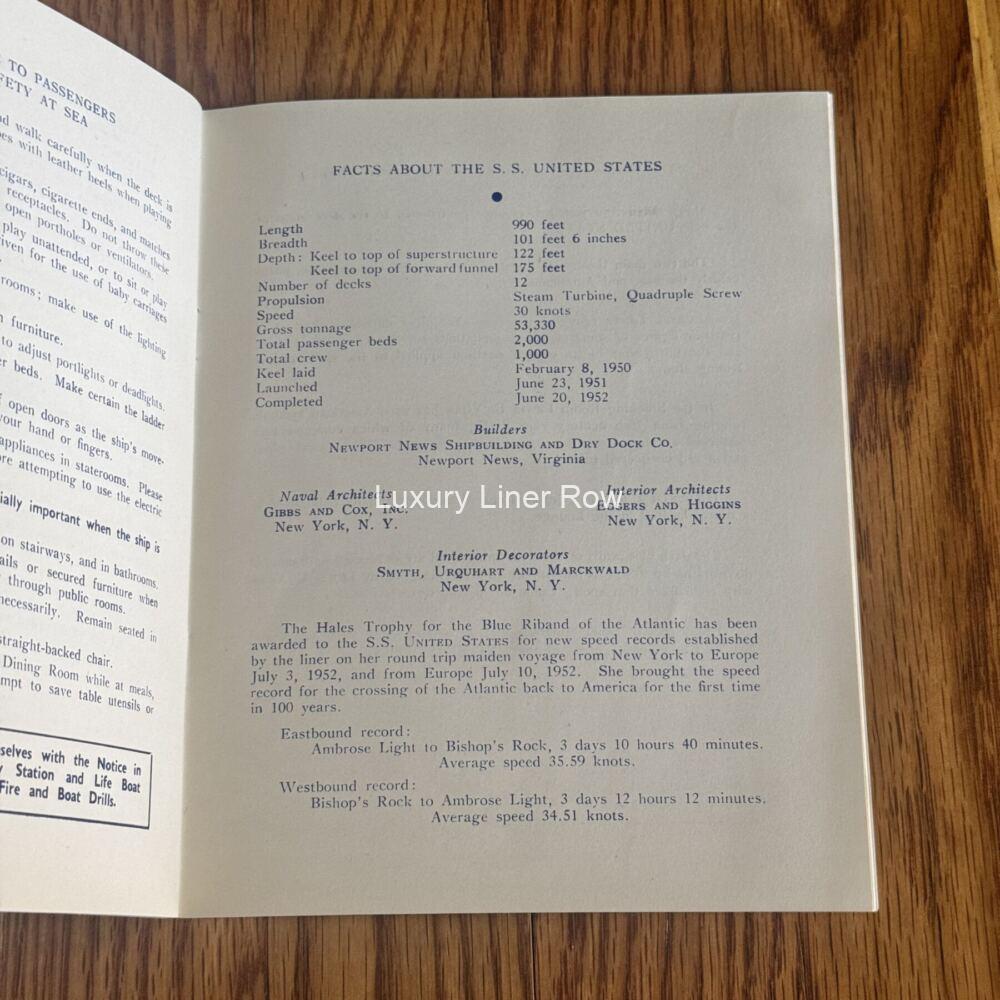 TO PASSENGERS
AT SEA
walk carefully when the deck is
with leather heels when playing
cigars, cigarette ends, and matches
receptacles. Do not throw these
open portholes or ventilators.
play unattended, or to sit or play
for the use of baby carriages
rooms; make use of the lighting
furniture.
to adjust portlights or deadlights.
beds. Make certain the ladder
open doors as the ship's move-
your hand or fingers.
appliances in staterooms. Please
attempting to use the electric
important when the ship is
on stairways, and in bathrooms.
or secured furniture when
through public rooms.
Remain seated in
straight-backed chair.
Dining Room while at meals,
to save table utensils or
with the Notice in
Station and Life Boat
Fire and Boat Drills.
FACTS ABOUT THE S. S. UNITED STATES
Length 990 feet
Breadth 101 feet 6 inches
Depth: Keel to top of superstructure 122 feet
Keel to top of forward funnel 175 feet
Number of decks 12
Propulsion Steam Turbine, Quadruple Screw
Speed 30 knots
Gross tonnage 53,330
Total passenger beds 2,000
Total crew 1,000
Keel laid February 8, 1950
Launched June 23, 1951
Completed June 20, 1952
Builders
NEWPORT NEWS SHIPBUILDING AND DRY DOCK CO.
Newport News, Virginia
Naval Architects
GIBBS AND COX, INC.
New York, N. Y.
Interior Architects
EGGERS AND HIGGINS
New York, N. Y.
Luxury Liner Row
Interior Decorators
SMYTH, URQUHART AND MARCKWALD
New York, N. Y.
The Hales Trophy for the Blue Riband of the Atlantic has been
awarded to the S.S. UNITED STATES for new speed records established
by the liner on her round trip maiden voyage from New York to Europe
July 3, 1952, and from Europe July 10, 1952. She brought the speed
record for the crossing of the Atlantic back to America for the first time
in 100 years.
Eastbound record:
Ambrose Light to Bishop's Rock, 3 days 10 hours 40 minutes.
Average speed 35.59 knots.
Westbound record:
Bishop's Rock to Ambrose Light, 3 days 12 hours 12 minutes.
Average speed 34.51 knots.